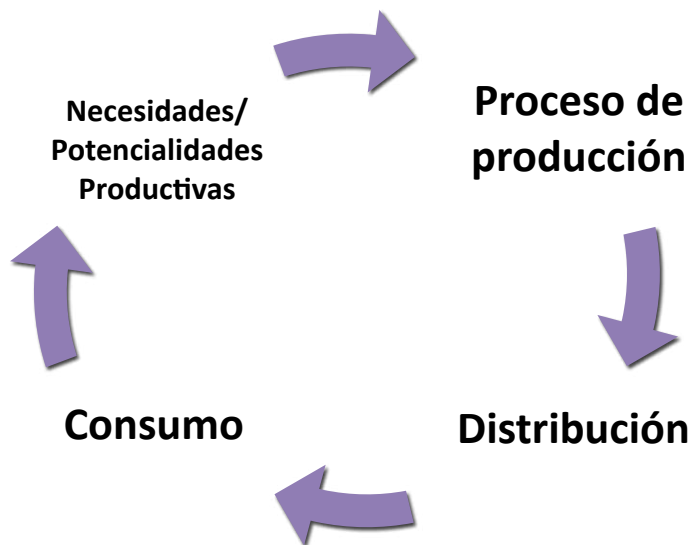 Necesidades/
Potencialidades
Productivas
Proceso de
producción
Distribución
Consumo